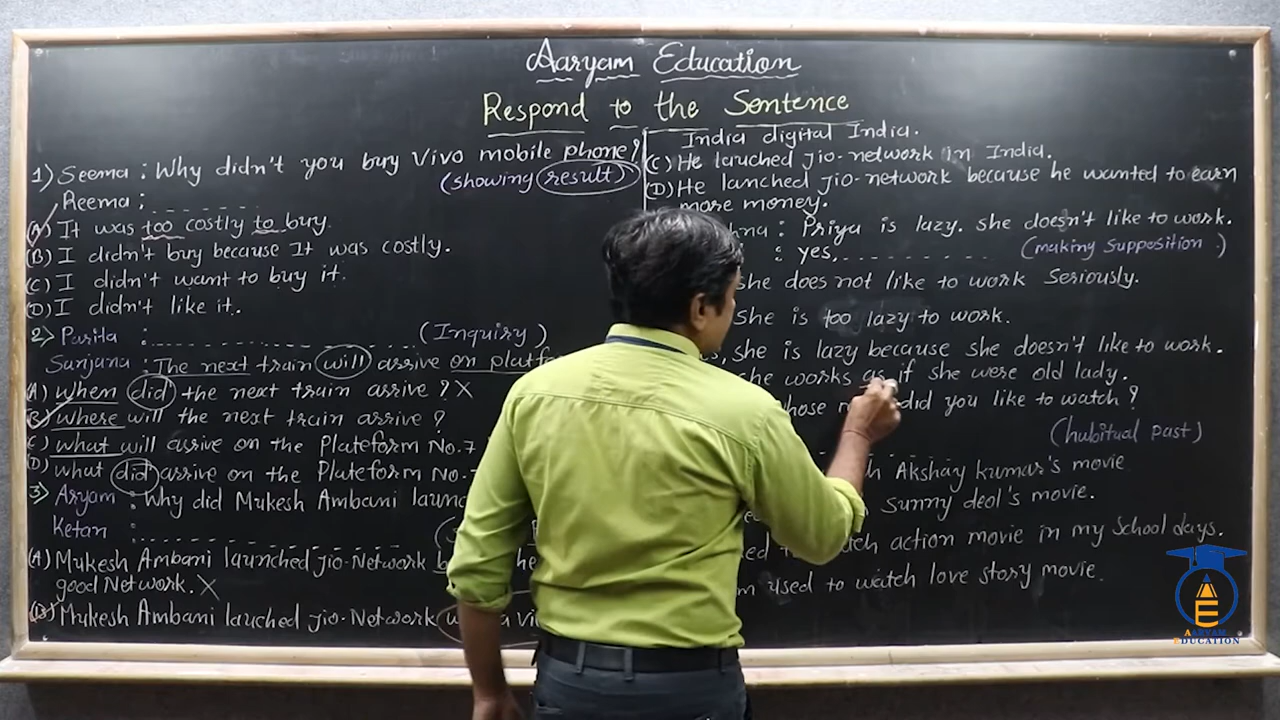 Aaryam Education
Respond to the Sentence
1) Seema : Why didn't you buy Vivo mobile phone?
(showing result)
Reema :
(A) It was too costly to buy.
(B) I didn't buy because It was costly.
(C) I didn't want to buy it.
(D) I didn't like it.
2> Parita : (Inquiry)
Sanjana : The next train will arrive on
(A) when did the next train arrive ? X
(B) where will the next train arrive ?
(C) what will arrive on the Plateform No.7
(D) what did arrive on the Plateform No.
3> Aryam : Why did Mukesh Ambani
Ketan :
(A) Mukesh Ambani launched jio-Network
good Network. X
(B) Mukesh Ambani lauched jio-Network
India digital India.
(C) He lauched jio-network in India.
(D) He lanched jio-network because he wanted to earn
more money.
: Priya is lazy. she doesn't like to work.
: yes, (making supposition)
she does not like to work Seriously.
she is too lazy to work.
she is lazy because she doesn't like to work.
works as if she were old lady.
did you like to watch ?
(hubitual past)
Akshay kumar's movie
Sunny deol's movie.
action movie in my School days.
used to watch love story movie.
AE
AARYAM
EDUCATION